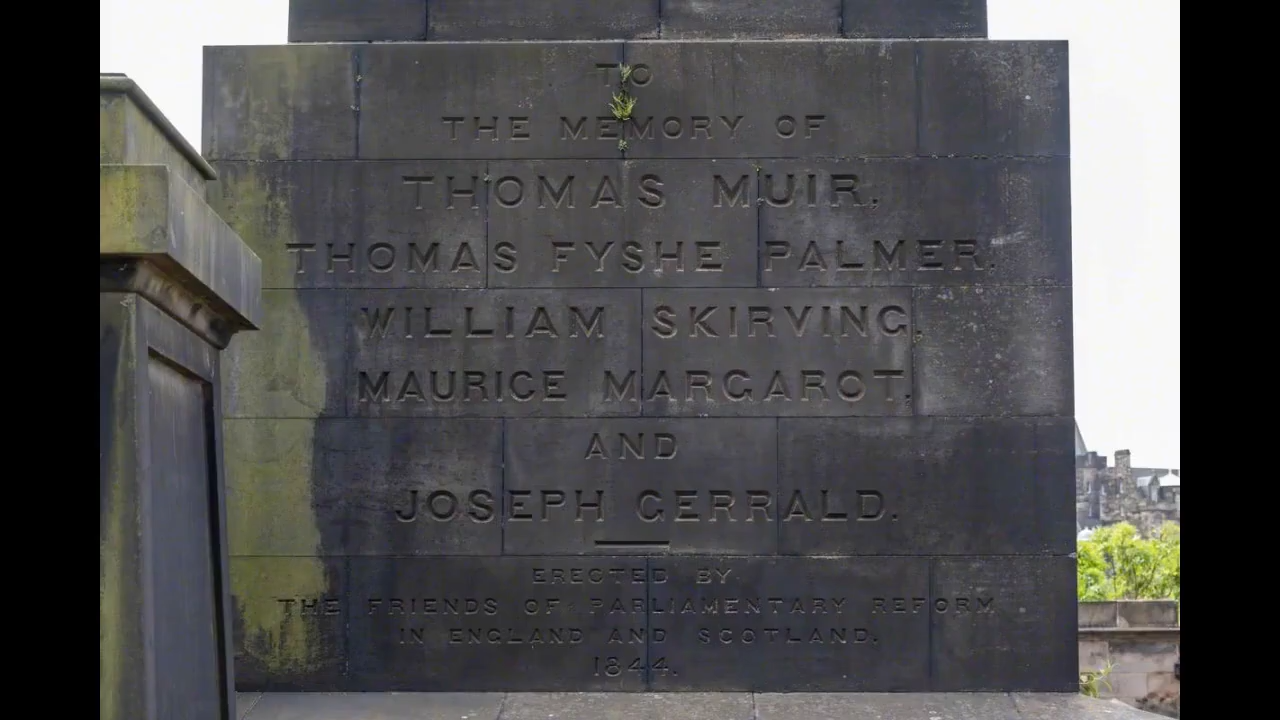 TO
THE MEMORY OF
THOMAS MUIR,
THOMAS FYSHE PALMER,
WILLIAM SKIRVING,
MAURICE MARGAROT,
AND
JOSEPH GERRALD.
ERECTED BY
THE FRIENDS OF PARLIAMENTARY REFORM
IN ENGLAND AND SCOTLAND.
1844.